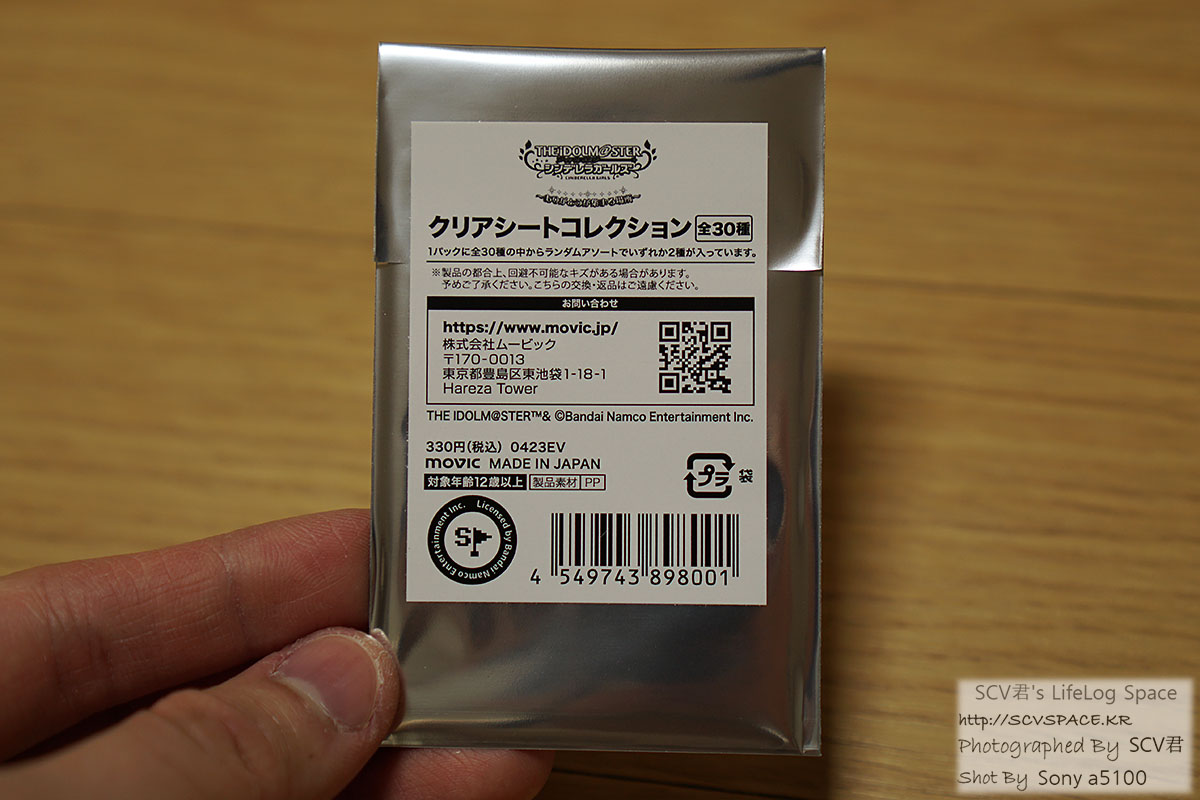 THE IDOLM@STER
シンデレラガールズ
CINDERELLA GIRLS
クリアシートコレクション 全30種
1パックに全30種の中からランダムアソートでいずれか2種が入っています。
※製品の都合上、回避不可能なキズがある場合があります。
予めご了承ください。こちらの交換・返品はご遠慮ください。
お問い合わせ
https://www.movic.jp/
株式会社ムービック
〒170-0013
東京都豊島区東池袋1-18-1
Hareza Tower
THE IDOLM@STER™& ©Bandai Namco Entertainment Inc.
330円(税込) 0423EV
movic MADE IN JAPAN
対象年齢12歳以上 製品素材 PP
プラ 袋
Licensed by Bandai Namco Entertainment Inc.
4 549743 898001
SCV君's LifeLog Space
http://SCVSPACE.KR
Photographed By SCV君
Shot By Sony a5100